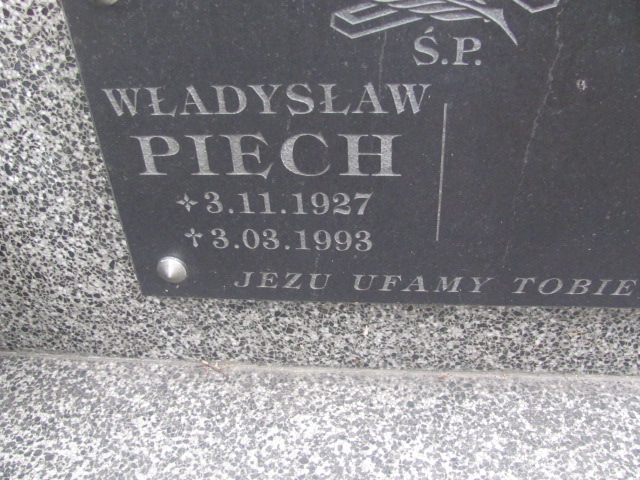 Ś.P.
WŁADYSŁAW
PIECH
✢3.11.1927
†3.03.1993
JEZU UFAMY TOBIE